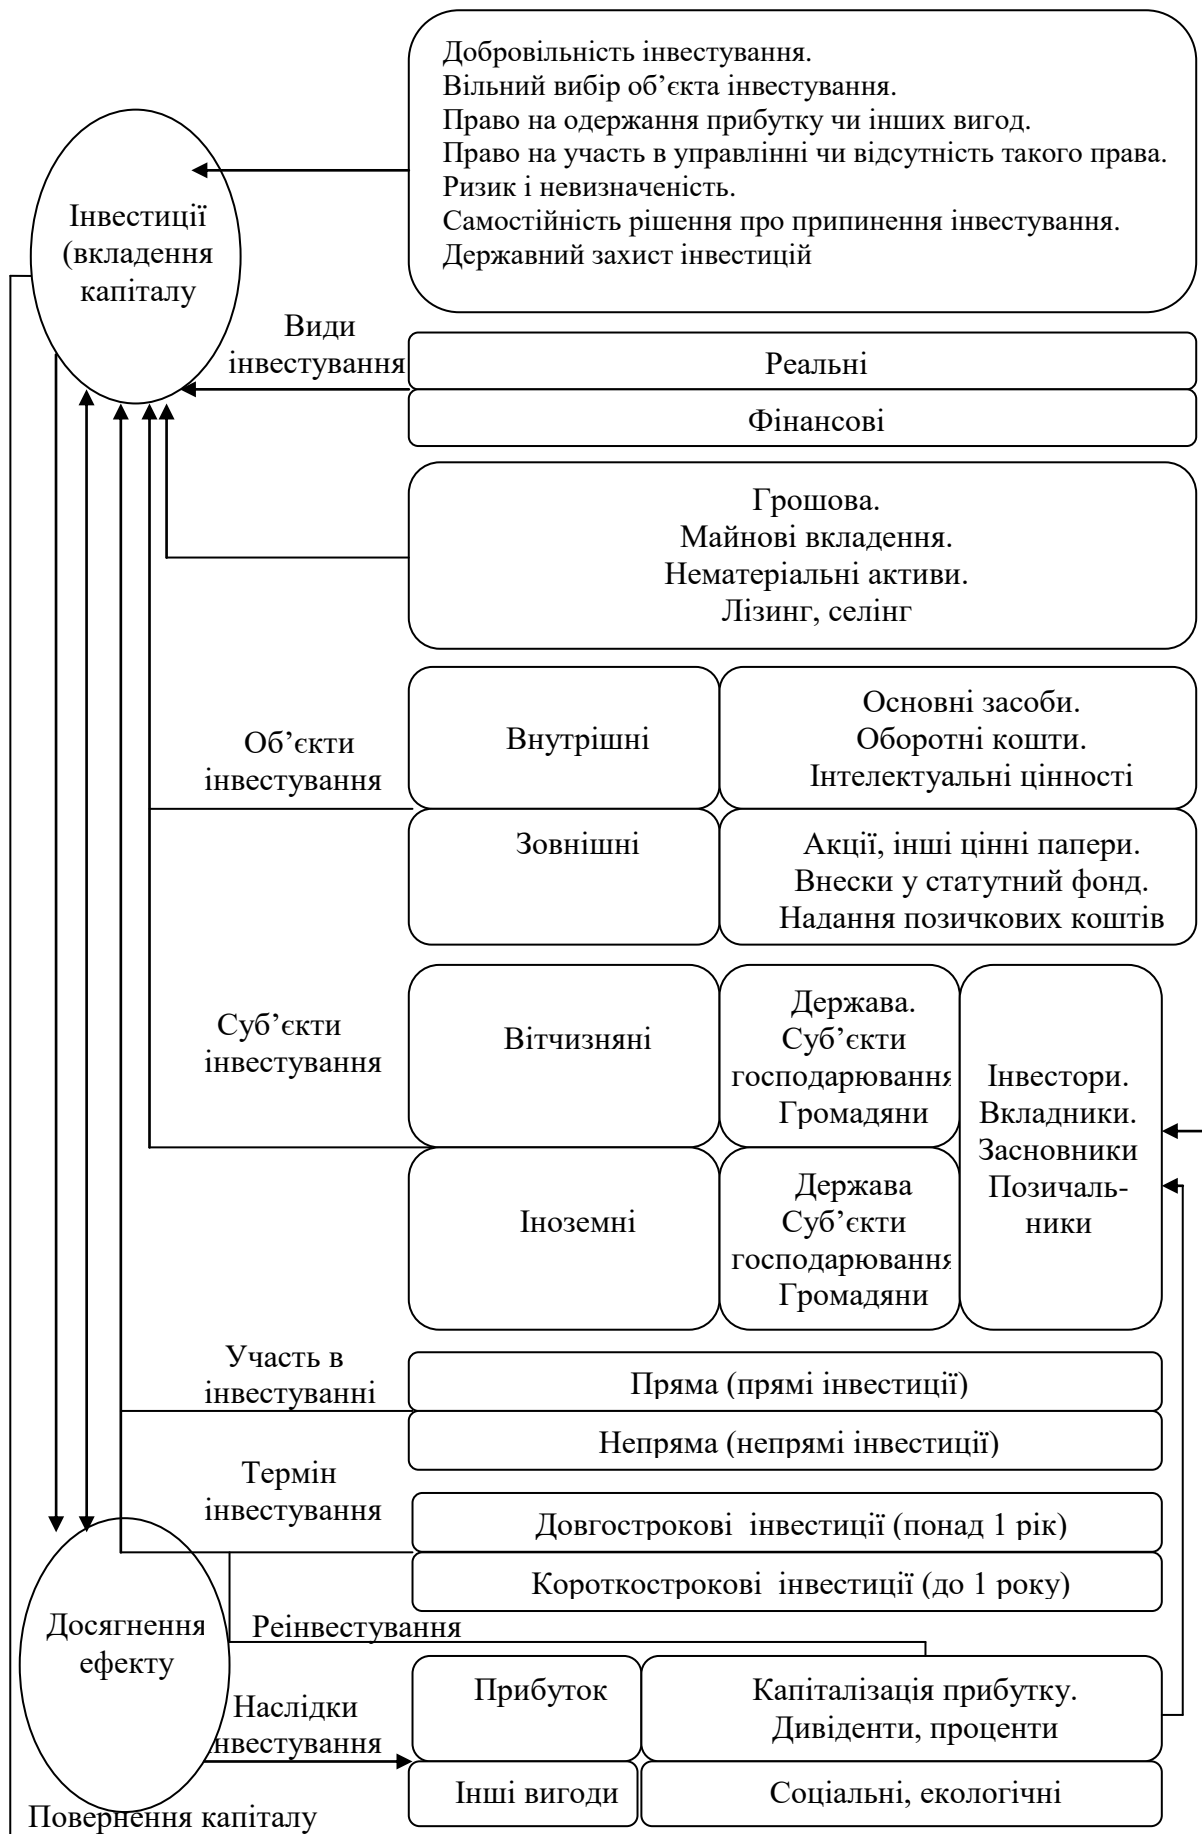 Добровільність інвестування.
Вільний вибір об’єкта інвестування.
Право на одержання прибутку чи інших вигод.
Право на участь в управлінні чи відсутність такого права.
Ризик і невизначеність.
Самостійність рішення про припинення інвестування.
Державний захист інвестицій
Інвестиції
(вкладення
капіталу
Види
інвестування
Реальні
Фінансові
Грошова.
Майнові вкладення.
Нематеріальні активи.
Лізинг, селінг
Об’єкти
інвестування
Внутрішні
Основні засоби.
Оборотні кошти.
Інтелектуальні цінності
Зовнішні
Акції, інші цінні папери.
Внески у статутний фонд.
Надання позичкових коштів
Суб’єкти
інвестування
Вітчизняні
Держава.
Суб’єкти
господарювання
Громадяни
Іноземні
Держава
Суб’єкти
господарювання
Громадяни
Інвестори.
Вкладники.
Засновники
Позичаль-
ники
Участь в
інвестуванні
Пряма (прямі інвестиції)
Непряма (непрямі інвестиції)
Термін
інвестування
Довгострокові інвестиції (понад 1 рік)
Короткострокові інвестиції (до 1 року)
Досягнення
ефекту
Реінвестування
Наслідки
інвестування
Прибуток
Капіталізація прибутку.
Дивіденти, проценти
Інші вигоди
Соціальні, екологічні
Повернення капіталу